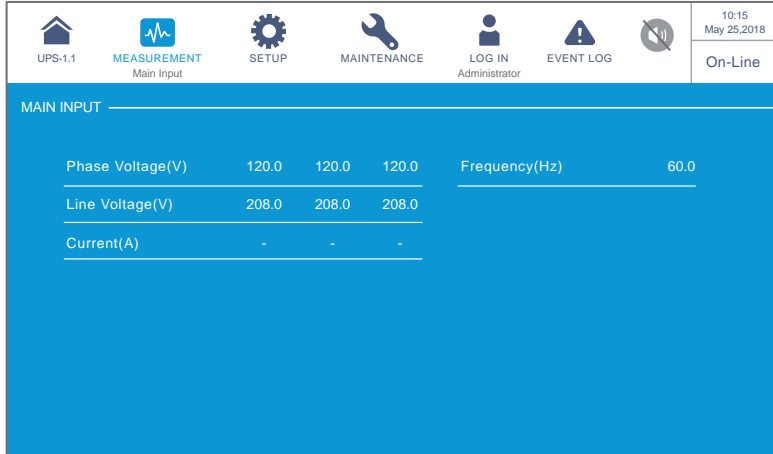 10:15
May 25,2018
UPS-1.1 MEASUREMENT SETUP MAINTENANCE LOG IN EVENT LOG On-Line
Main Input Administrator
MAIN INPUT
Phase Voltage(V) 120.0 120.0 120.0 Frequency(Hz) 60.0
Line Voltage(V) 208.0 208.0 208.0
Current(A) - - -